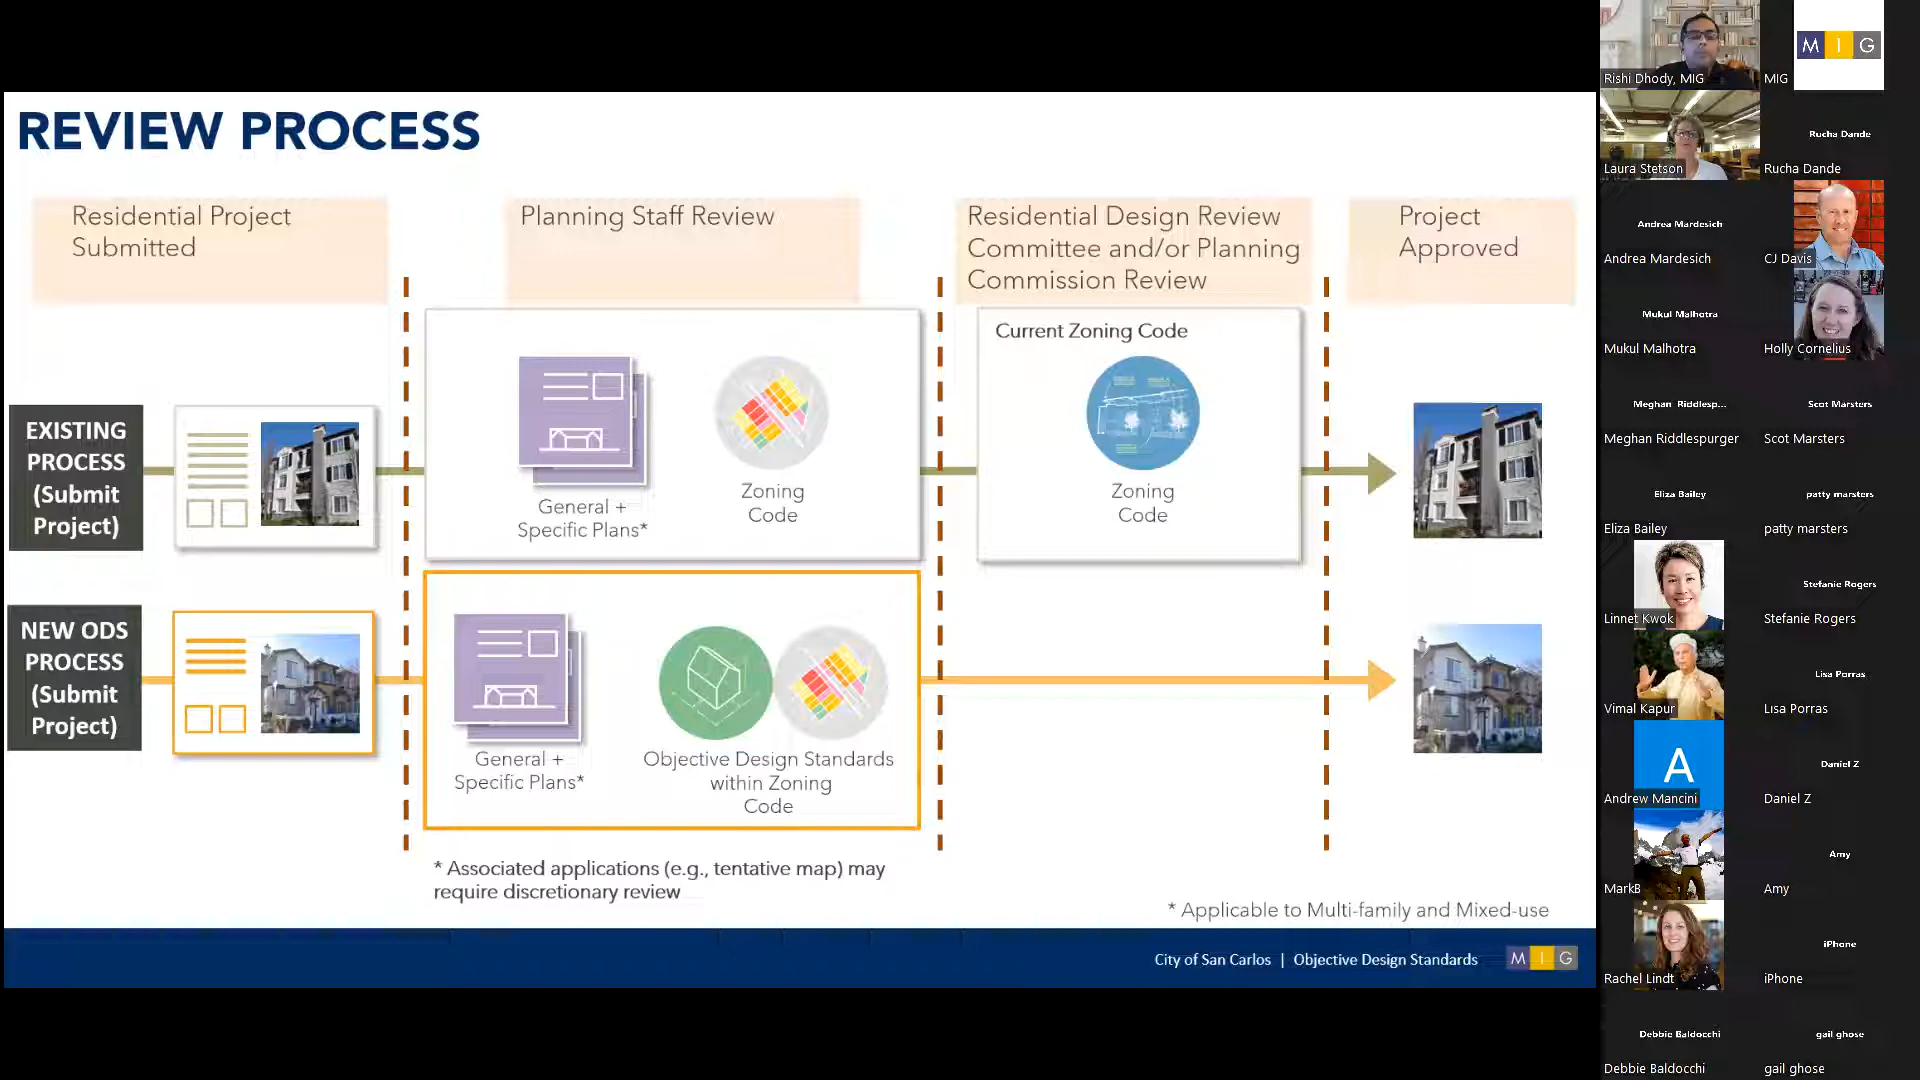 REVIEW PROCESS
Residential Project
Submitted
Planning Staff Review
Residential Design Review
Committee and/or Planning
Commission Review
Project
Approved
Current Zoning Code
EXISTING
PROCESS
(Submit
Project)
General +
Specific Plans*
Zoning
Code
Zoning
Code
NEW ODS
PROCESS
(Submit
Project)
General +
Specific Plans*
Objective Design Standards
within Zoning
Code
* Associated applications (e.g., tentative map) may
require discretionary review
* Applicable to Multi-family and Mixed-use
City of San Carlos | Objective Design Standards
M I G
Rishi Dhody, MIG
M I G
MIG
Laura Stetson
Rucha Dande
Rucha Dande
Andrea Mardesich
Andrea Mardesich
CJ Davis
Mukul Malhotra
Mukul Malhotra
Holly Cornelius
Meghan Riddlesp...
Meghan Riddlespurger
Scot Marsters
Scot Marsters
Eliza Bailey
Eliza Bailey
patty marsters
patty marsters
Linnet Kwok
Stefanie Rogers
Stefanie Rogers
Vimal Kapur
Lisa Porras
Lisa Porras
A
Andrew Mancini
Daniel Z
Daniel Z
MarkB
Amy
Amy
Rachel Lindt
iPhone
iPhone
Debbie Baldocchi
Debbie Baldocchi
gail ghose
gail ghose